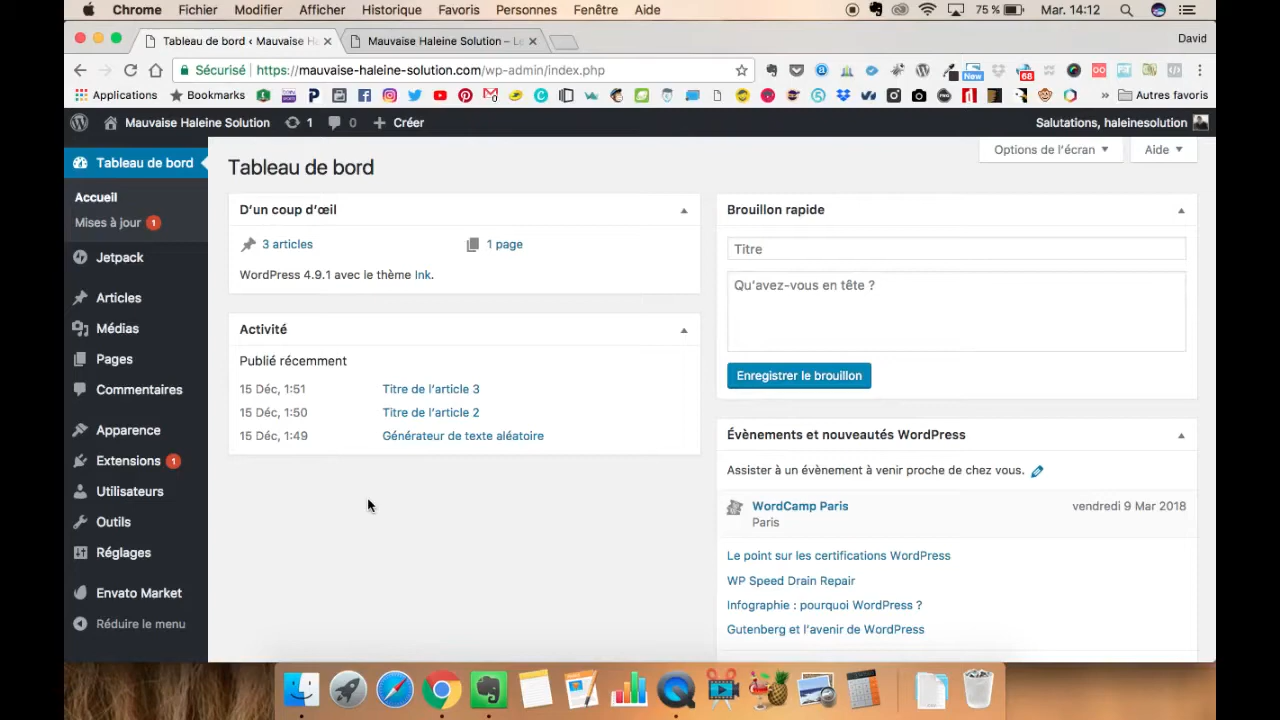 Chrome Fichier Modifier Afficher Historique Favoris Personnes Fenêtre Aide 75 % Mar. 14:12
Tableau de bord ‹ Mauvaise H
Mauvaise Haleine Solution – L
David
Sécurisé https://mauvaise-haleine-solution.com/wp-admin/index.php
New
68
Applications Bookmarks » Autres favoris
Mauvaise Haleine Solution 1 0 Créer Salutations, haleinesolution
Options de l'écran Aide
Tableau de bord
Accueil
Mises à jour 1
Jetpack
Articles
Médias
Pages
Commentaires
Apparence
Extensions 1
Utilisateurs
Outils
Réglages
Envato Market
Réduire le menu
Tableau de bord
D'un coup d'œil
3 articles 1 page
WordPress 4.9.1 avec le thème Ink.
Activité
Publié récemment
15 Déc, 1:51 Titre de l'article 3
15 Déc, 1:50 Titre de l'article 2
15 Déc, 1:49 Générateur de texte aléatoire
Brouillon rapide
Titre
Qu'avez-vous en tête ?
Enregistrer le brouillon
Évènements et nouveautés WordPress
Assister à un évènement à venir proche de chez vous.
WordCamp Paris vendredi 9 Mar 2018
Paris
Le point sur les certifications WordPress
WP Speed Drain Repair
Infographie : pourquoi WordPress ?
Gutenberg et l'avenir de WordPress